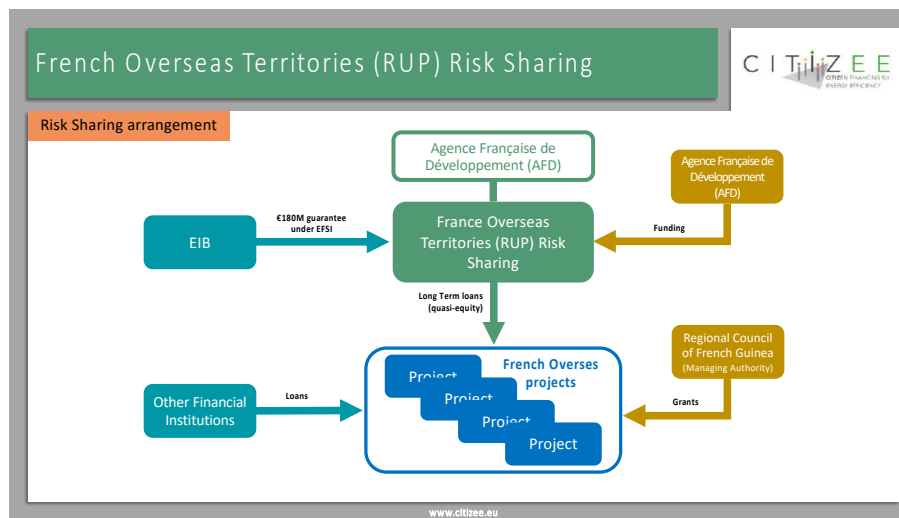 French Overseas Territories (RUP) Risk Sharing
CITIZEE
CITIZEN FINANCING for
ENERGY EFFICIENCY
Risk Sharing arrangement
Agence Française de
Développement (AFD)
Agence Française de
Développement
(AFD)
€180M guarantee
under EFSI
EIB
France Overseas
Territories (RUP) Risk
Sharing
Funding
Long Term loans
(quasi-equity)
Regional Council
of French Guinea
(Managing Authority)
French Overses
projects
Project
Project
Project
Project
Other Financial
Institutions
Loans
Grants
www.citizee.eu